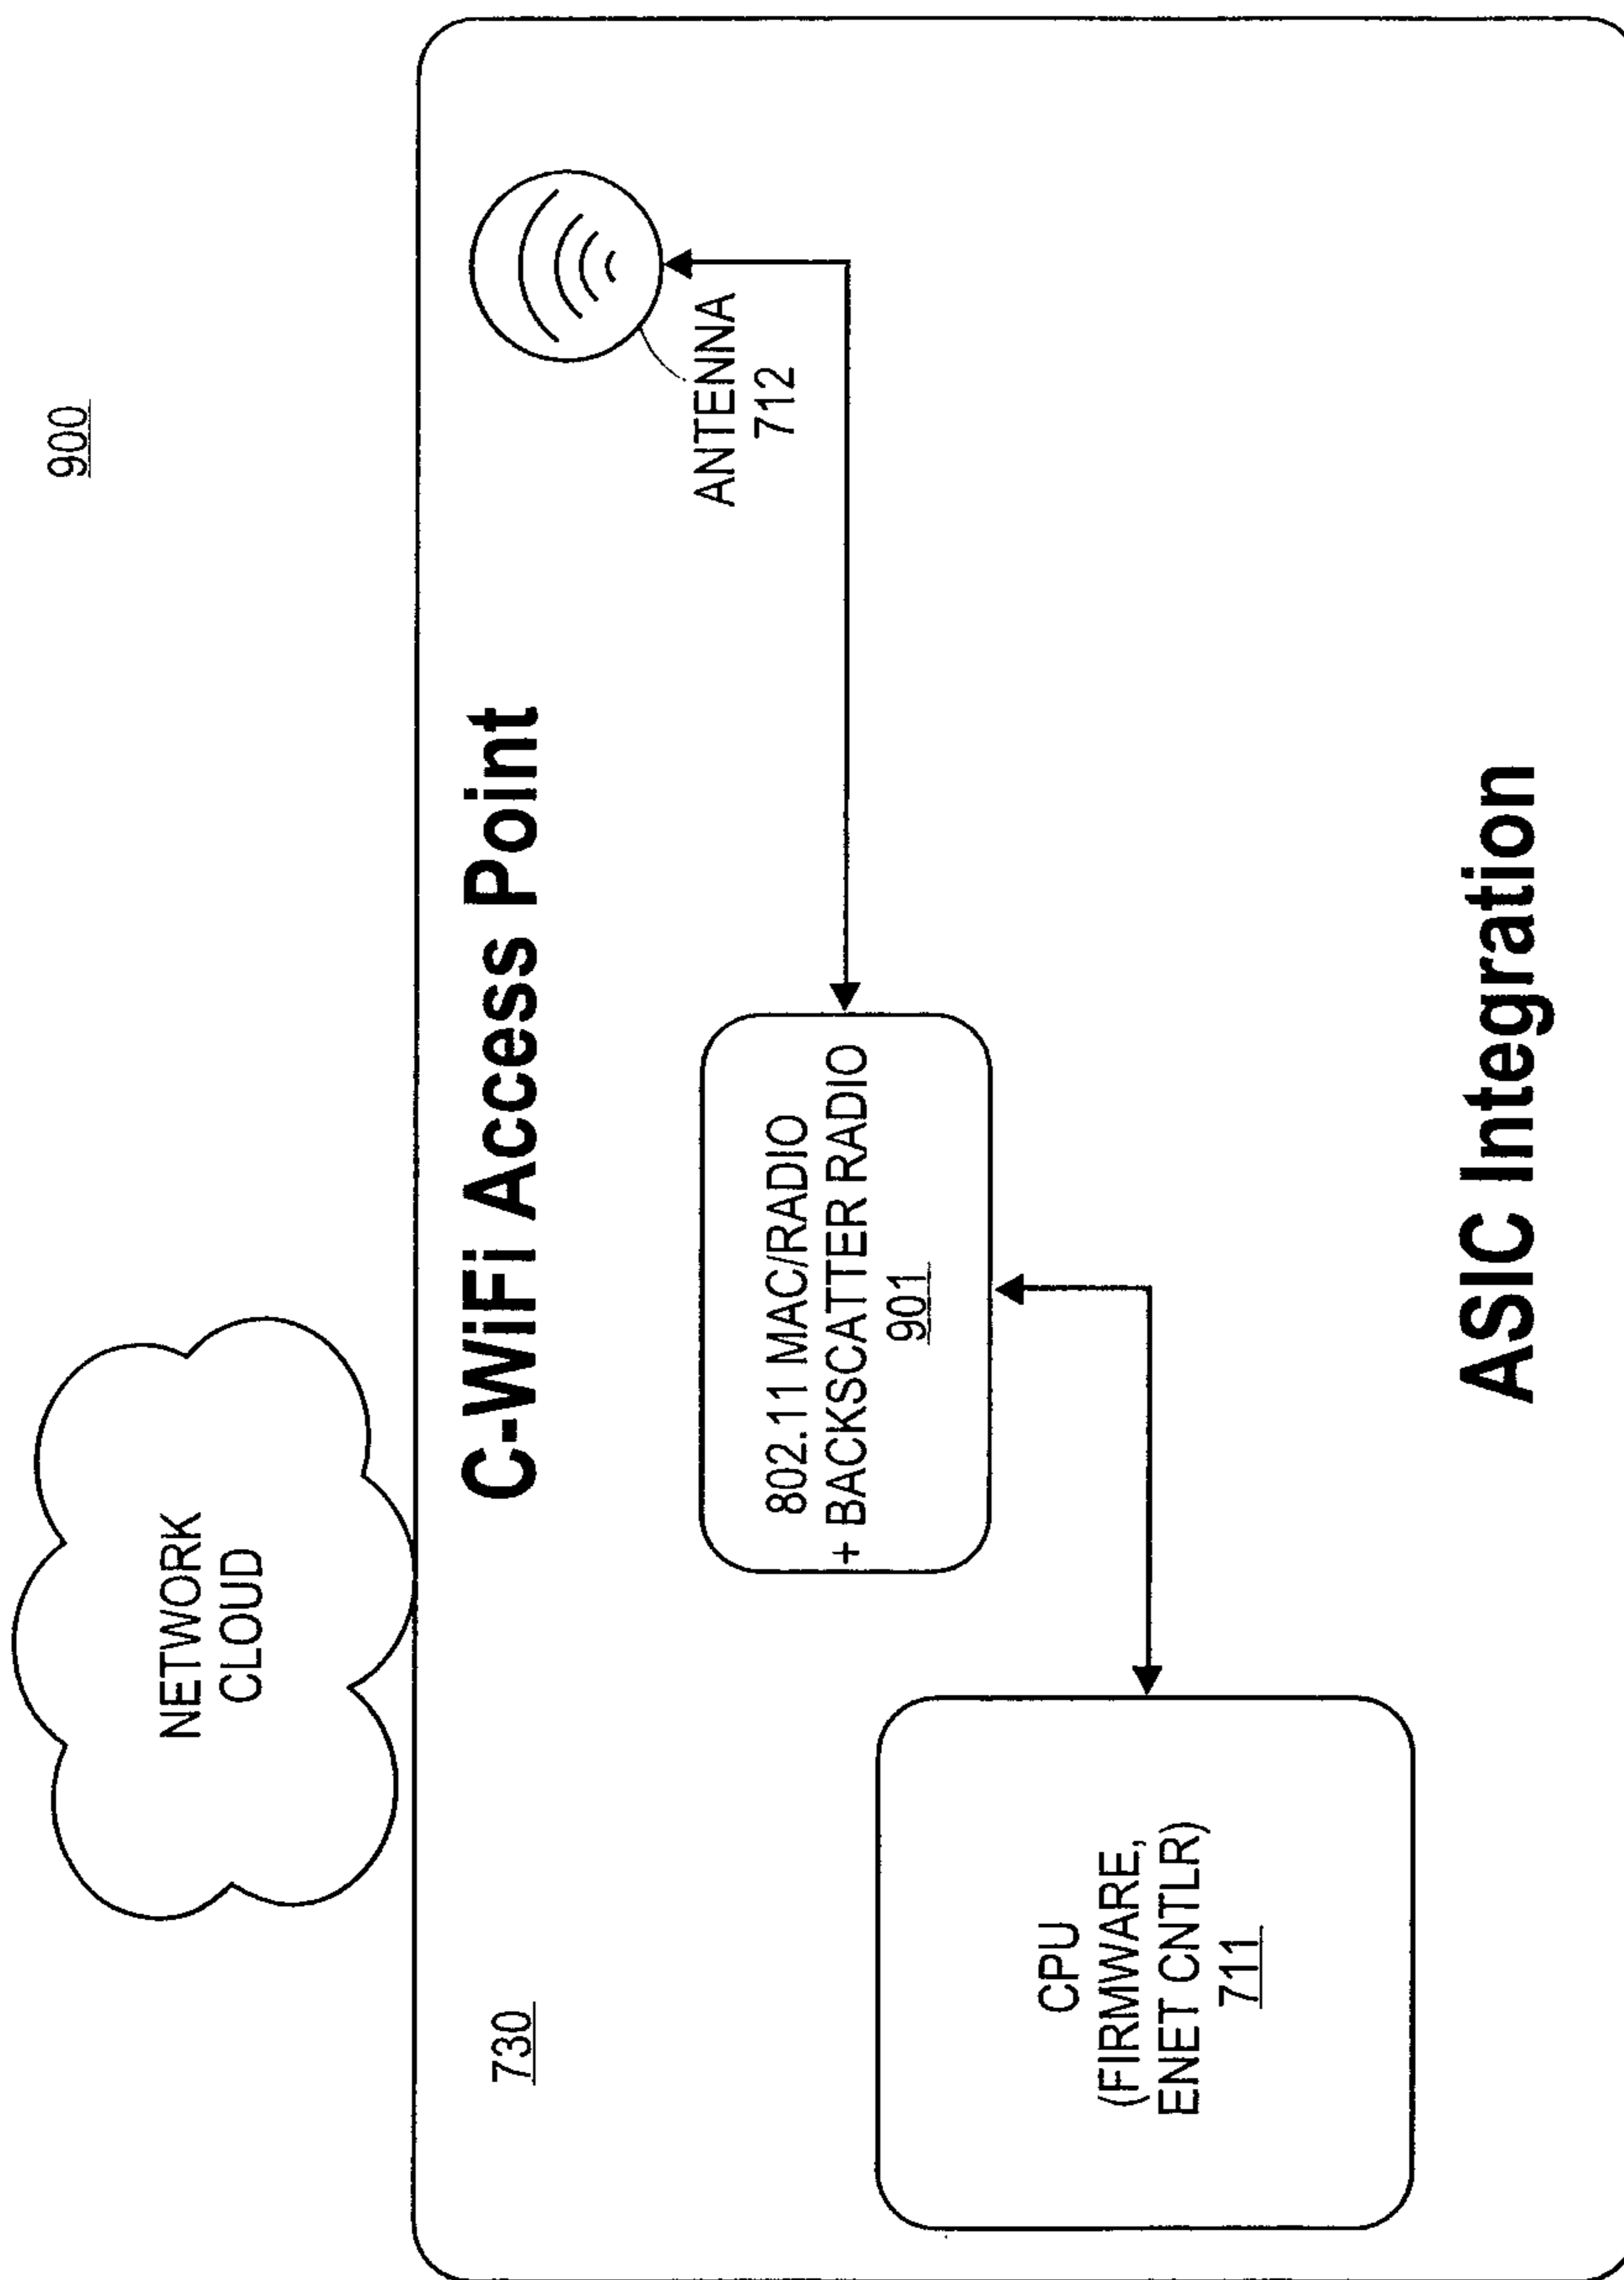 900
NETWORK
CLOUD
730
C-WiFi Access Point
ANTENNA
712
802.11 MAC/RADIO
+ BACKSCATTER RADIO
901
CPU
(FIRMWARE,
ENET CNTLR)
711
ASIC Integration